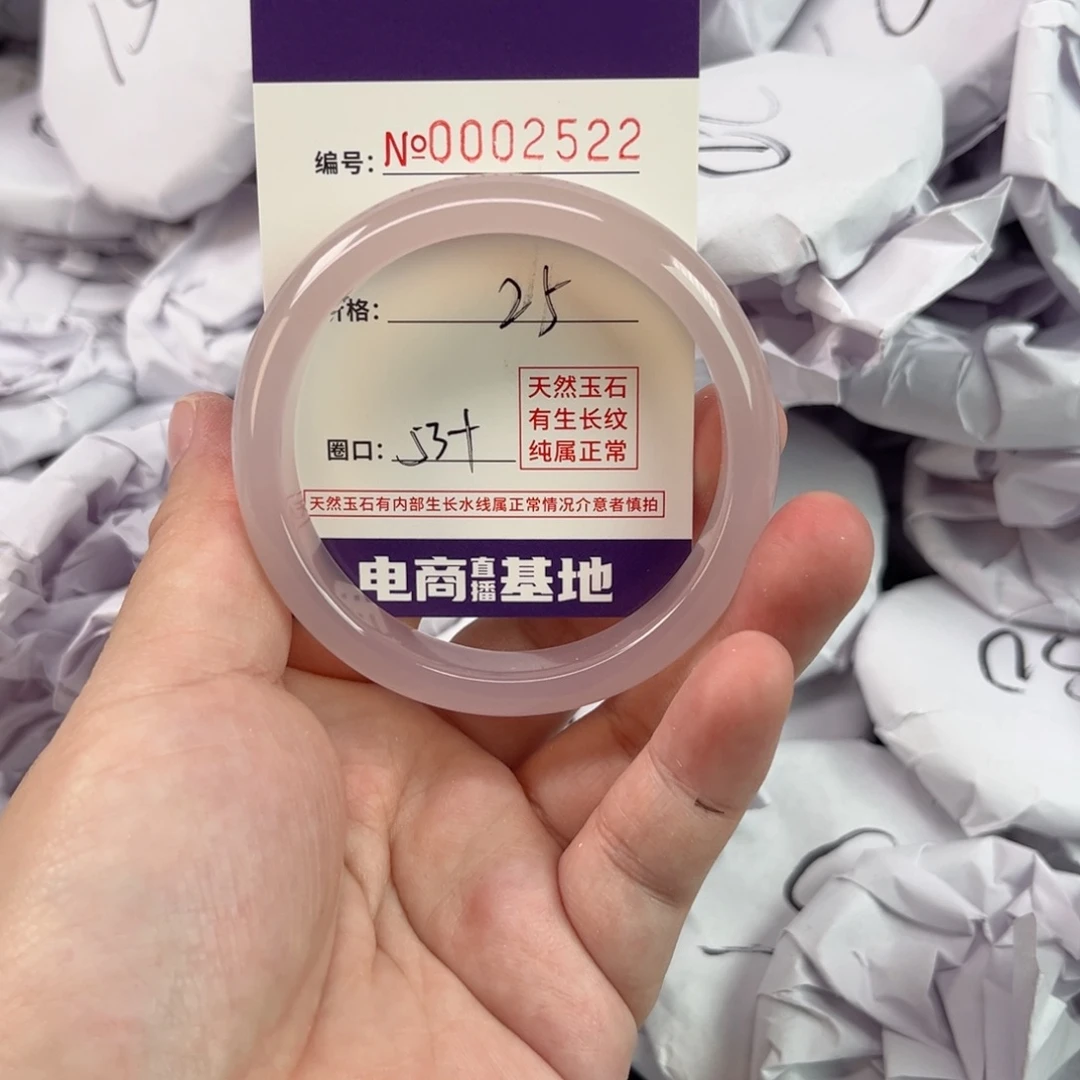 19
编号：№0002522
格： 25
天然玉石
有生长纹
纯属正常
圈口： 53+
天然玉石有内部生长水线属正常情况介意者慎拍
电商直播基地